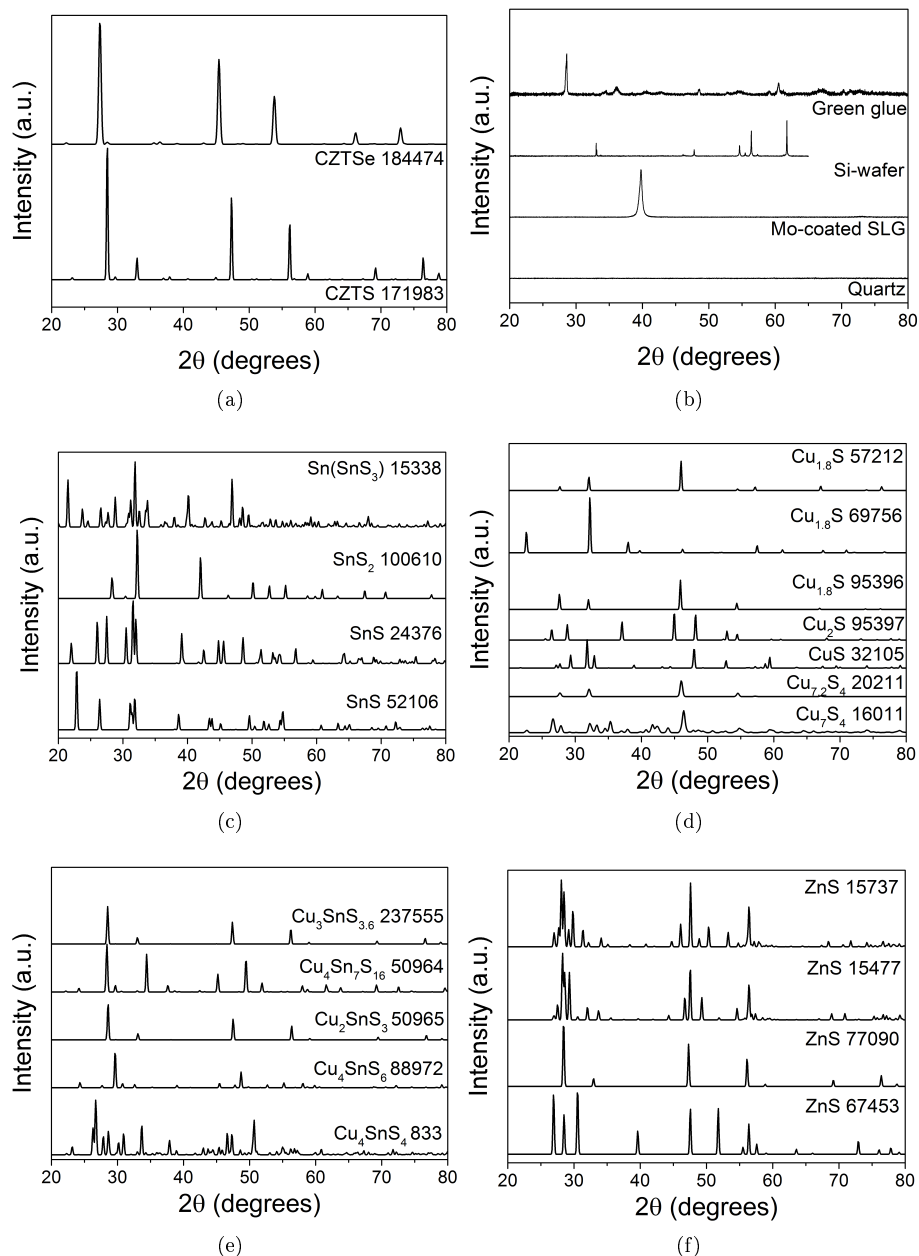 Intensity (a.u.)
CZTSe 184474
CZTS 171983
20 30 40 50 60 70 80
2θ (degrees)
(a)
Intensity (a.u.)
Green glue
Si-wafer
Mo-coated SLG
Quartz
20 30 40 50 60 70 80
2θ (degrees)
(b)
Intensity (a.u.)
Sn(SnS₃) 15338
SnS₂ 100610
SnS 24376
SnS 52106
20 30 40 50 60 70 80
2θ (degrees)
(c)
Intensity (a.u.)
Cu₁.₈S 57212
Cu₁.₈S 69756
Cu₁.₈S 95396
Cu₂S 95397
CuS 32105
Cu₇.₂S₄ 20211
Cu₇S₄ 16011
20 30 40 50 60 70 80
2θ (degrees)
(d)
Intensity (a.u.)
Cu₃SnS₃.₆ 237555
Cu₄Sn₇S₁₆ 50964
Cu₂SnS₃ 50965
Cu₄SnS₆ 88972
Cu₄SnS₄ 833
20 30 40 50 60 70 80
2θ (degrees)
(e)
Intensity (a.u.)
ZnS 15737
ZnS 15477
ZnS 77090
ZnS 67453
20 30 40 50 60 70 80
2θ (degrees)
(f)